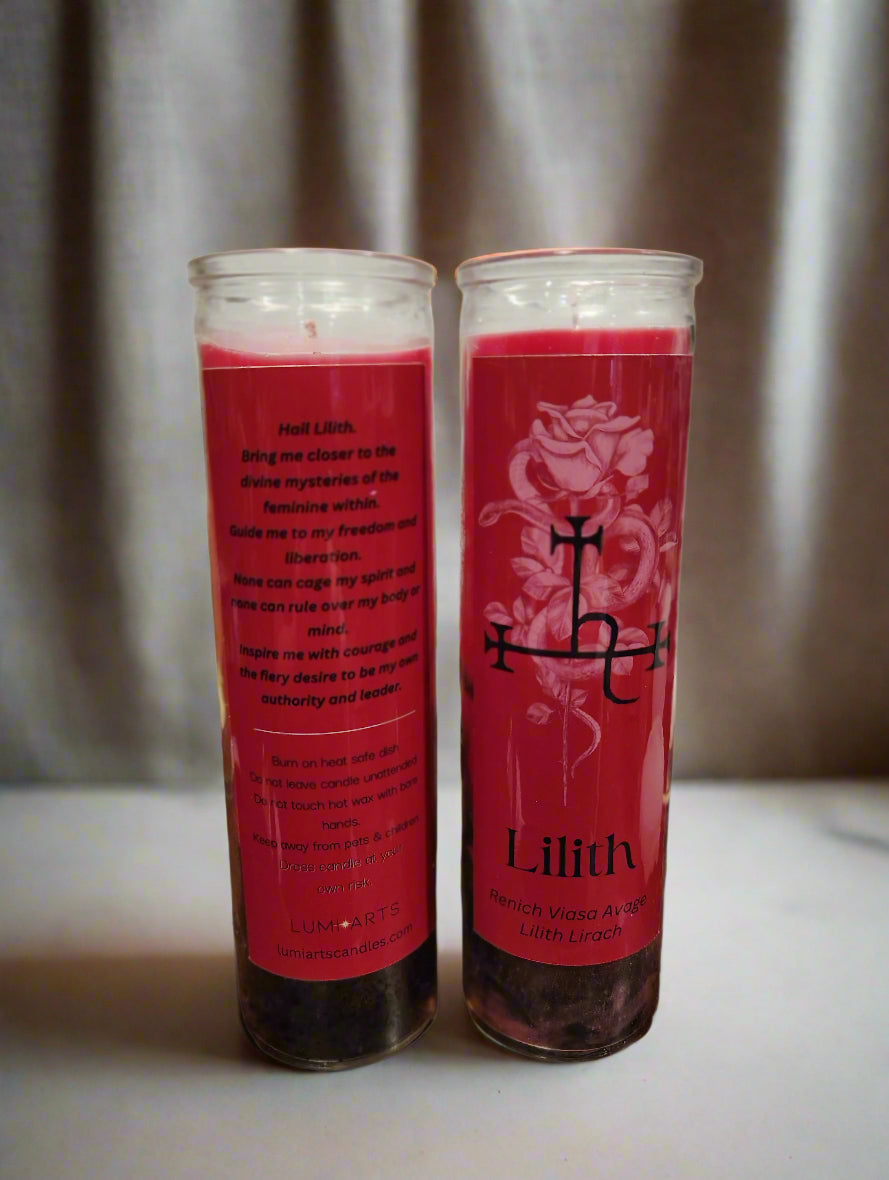 Hail Lilith.
Bring me closer to the
divine mysteries of the
feminine within.
Guide me to my freedom and
liberation.
None can cage my spirit and
none can rule over my body or
mind.
Inspire me with courage and
the fiery desire to be my own
authority and leader.
Burn on heat safe dish
Do not leave candle unattended
Do not touch hot wax with bare
hands.
Keep away from pets & children
Dress candle at your
own risk
LUMI ARTS
lumiartscandles.com
Lilith
Renich Viasa Avage
Lilith Lirach